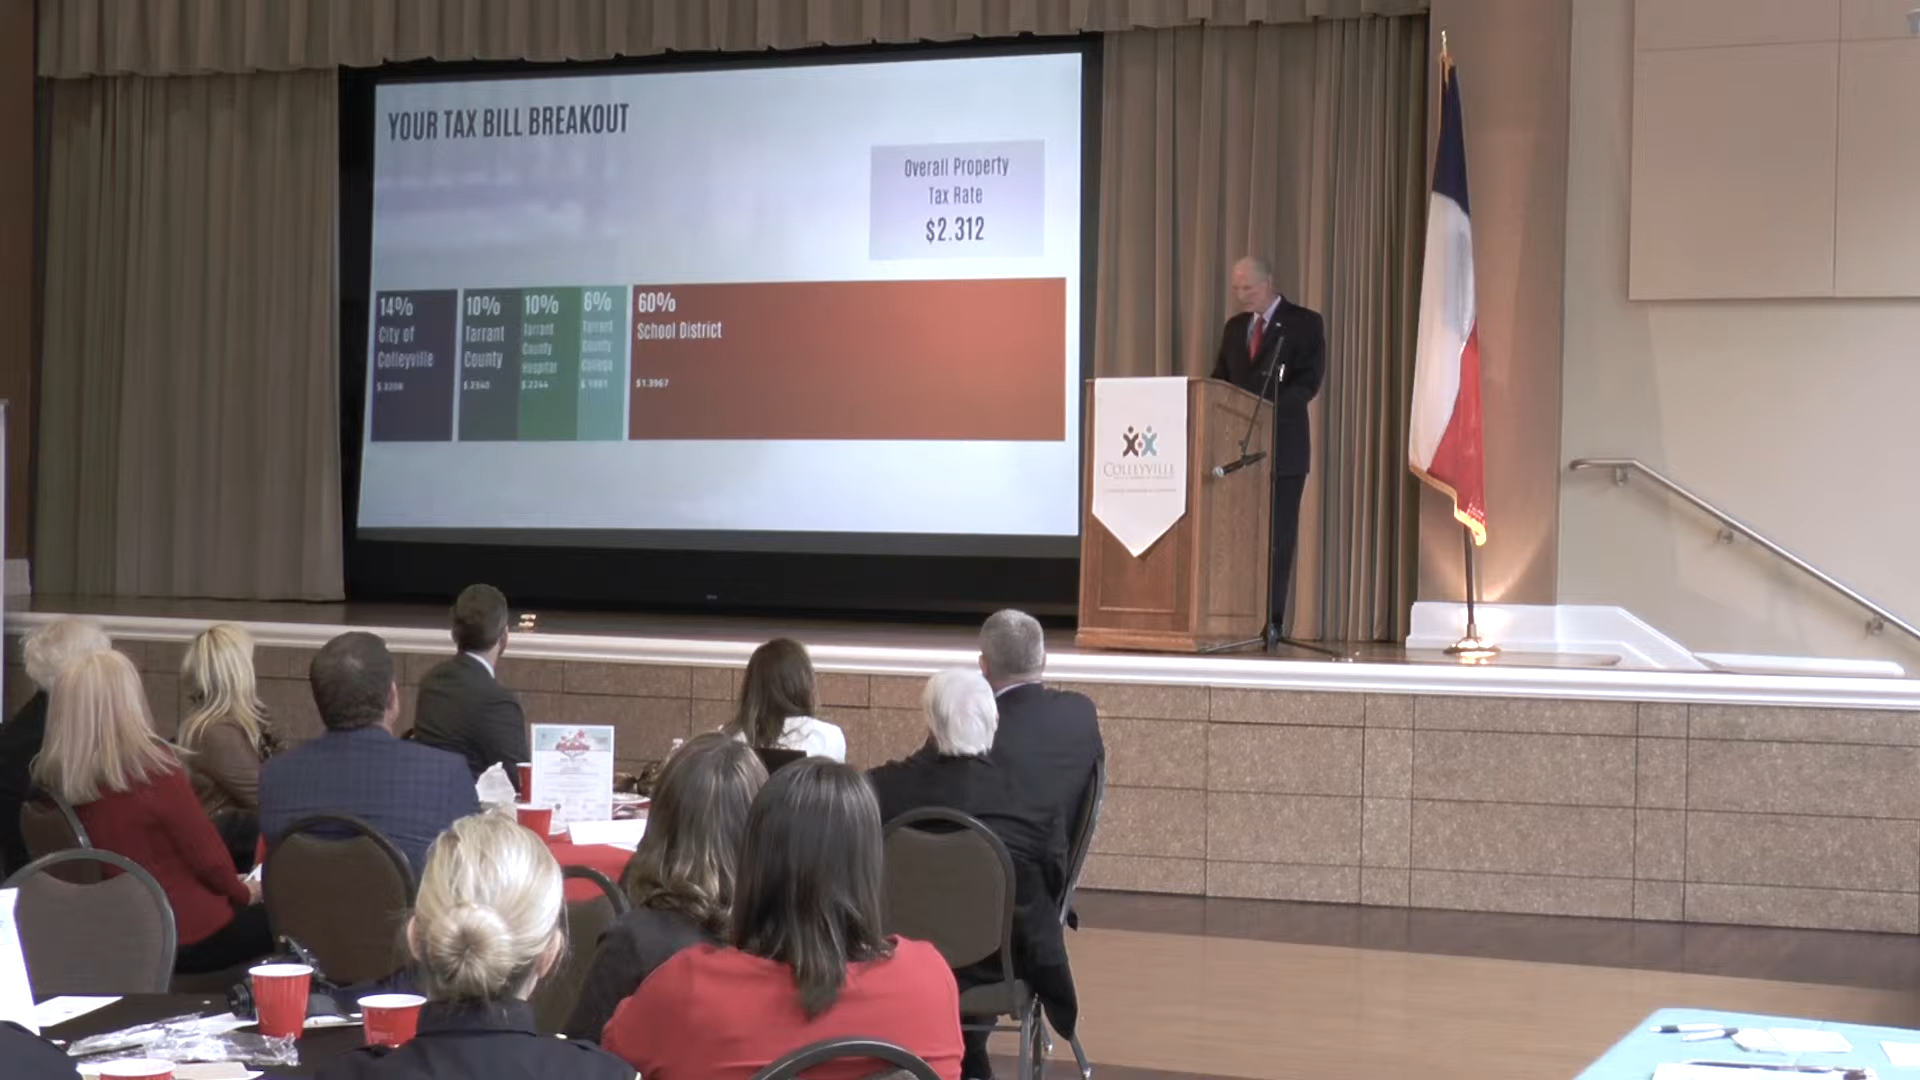 YOUR TAX BILL BREAKOUT
Overall Property
Tax Rate
$2.312
14%
City of
Colleyville
10%
Tarrant
County
10%
Tarrant
County
Hospital
6%
Tarrant
County
College
60%
School District
$1.3967
COLLEYVILLE